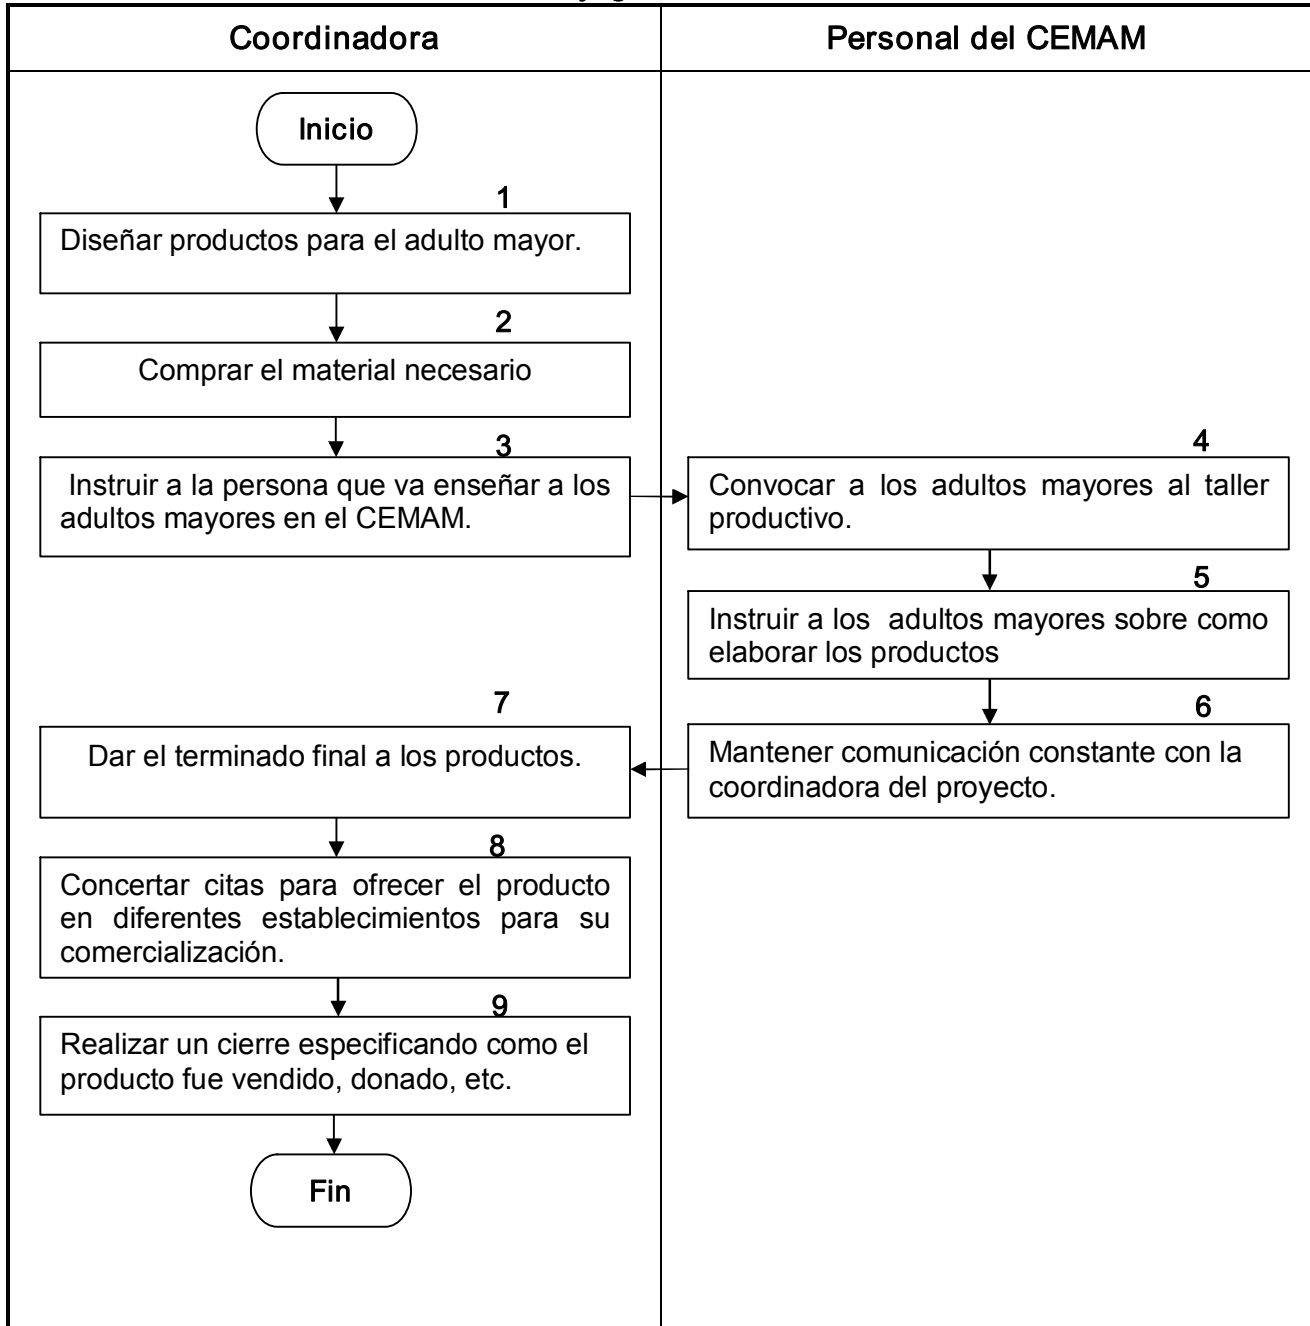 Coordinadora
Personal del CEMAM
Inicio
1
Diseñar productos para el adulto mayor.
2
Comprar el material necesario
3
Instruir a la persona que va enseñar a los
adultos mayores en el CEMAM.
4
Convocar a los adultos mayores al taller
productivo.
5
Instruir a los adultos mayores sobre como
elaborar los productos
6
Mantener comunicación constante con la
coordinadora del proyecto.
7
Dar el terminado final a los productos.
8
Concertar citas para ofrecer el producto
en diferentes establecimientos para su
comercialización.
9
Realizar un cierre especificando como el
producto fue vendido, donado, etc.
Fin